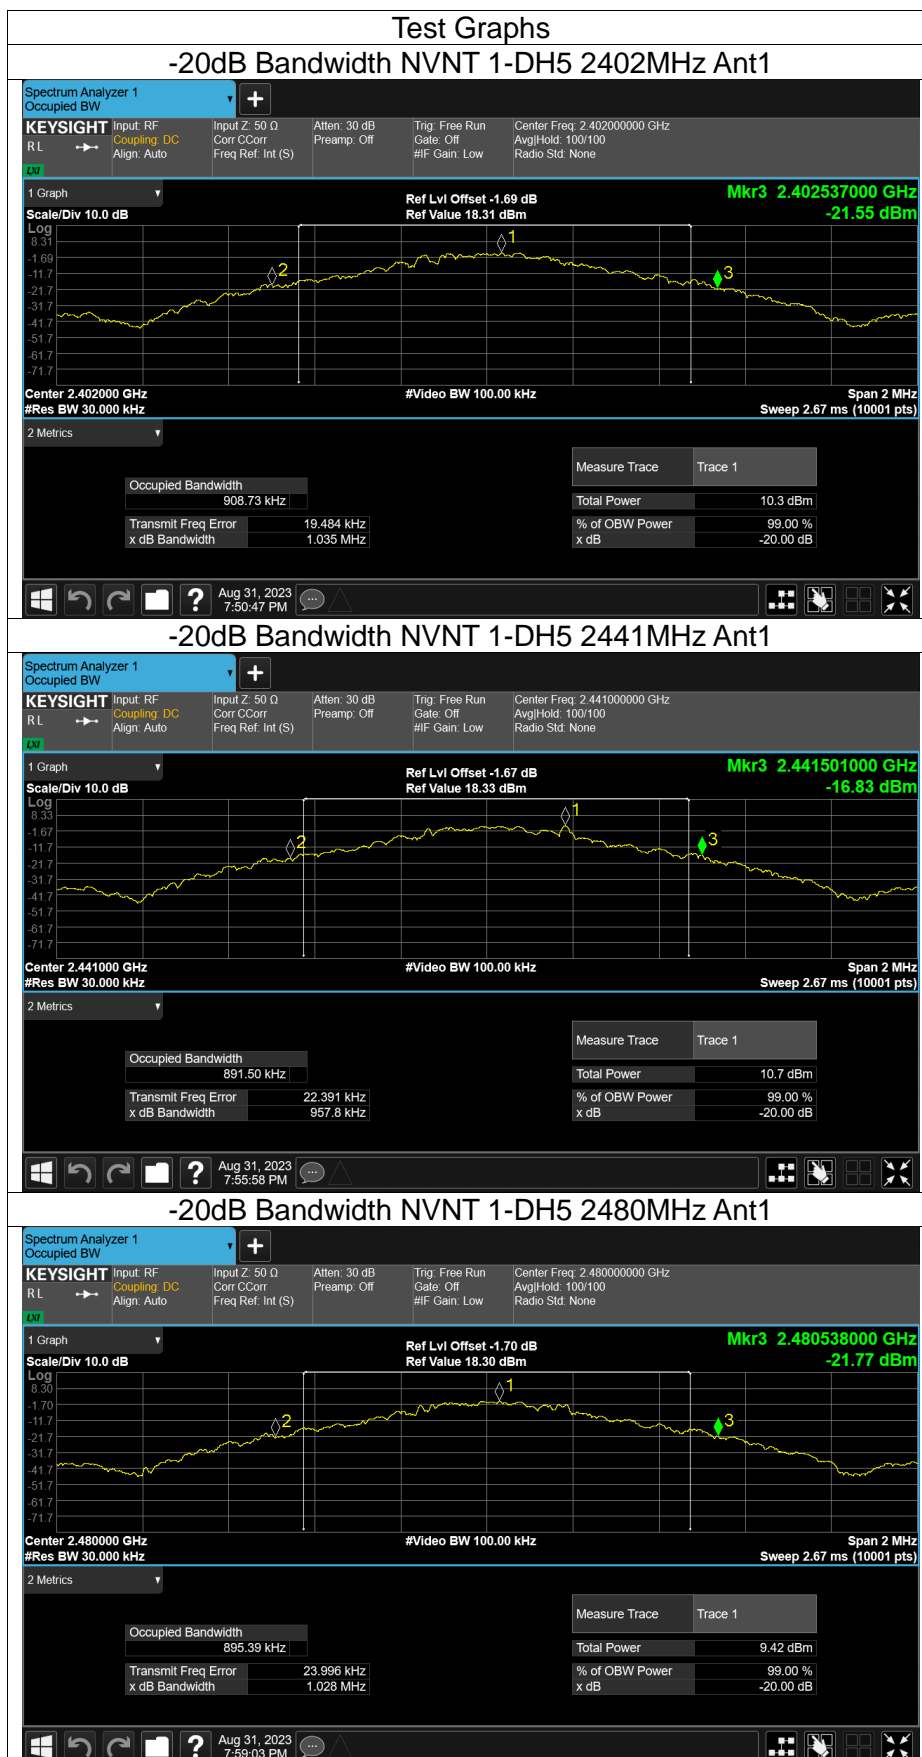 Test Graphs
-20dB Bandwidth NVNT 1-DH5 2402MHz Ant1
Spectrum Analyzer 1
Occupied BW
KEYSIGHT Input: RF Input Z: 50 Ω Atten: 30 dB Trig: Free Run Center Freq: 2.402000000 GHz
RL Coupling: DC Corr CCorr Preamp: Off Gate: Off Avg|Hold: 100/100
Align: Auto Freq Ref: Int (S) #IF Gain: Low Radio Std: None
LXI
1 Graph Ref Lvl Offset -1.69 dB Mkr3 2.402537000 GHz
Scale/Div 10.0 dB Ref Value 18.31 dBm -21.55 dBm
Log
8.31
1
-1.69
-11.7
2
3
-21.7
-31.7
-41.7
-51.7
-61.7
-71.7
Center 2.402000 GHz #Video BW 100.00 kHz Span 2 MHz
#Res BW 30.000 kHz Sweep 2.67 ms (10001 pts)
2 Metrics
Measure Trace Trace 1
Occupied Bandwidth
908.73 kHz Total Power 10.3 dBm
Transmit Freq Error 19.484 kHz % of OBW Power 99.00 %
x dB Bandwidth 1.035 MHz x dB -20.00 dB
? Aug 31, 2023
7:50:47 PM
-20dB Bandwidth NVNT 1-DH5 2441MHz Ant1
Spectrum Analyzer 1
Occupied BW
KEYSIGHT Input: RF Input Z: 50 Ω Atten: 30 dB Trig: Free Run Center Freq: 2.441000000 GHz
RL Coupling: DC Corr CCorr Preamp: Off Gate: Off Avg|Hold: 100/100
Align: Auto Freq Ref: Int (S) #IF Gain: Low Radio Std: None
LXI
1 Graph Ref Lvl Offset -1.67 dB Mkr3 2.441501000 GHz
Scale/Div 10.0 dB Ref Value 18.33 dBm -16.83 dBm
Log
8.33
1
-1.67
-11.7
2
3
-21.7
-31.7
-41.7
-51.7
-61.7
-71.7
Center 2.441000 GHz #Video BW 100.00 kHz Span 2 MHz
#Res BW 30.000 kHz Sweep 2.67 ms (10001 pts)
2 Metrics
Measure Trace Trace 1
Occupied Bandwidth
891.50 kHz Total Power 10.7 dBm
Transmit Freq Error 22.391 kHz % of OBW Power 99.00 %
x dB Bandwidth 957.8 kHz x dB -20.00 dB
? Aug 31, 2023
7:55:58 PM
-20dB Bandwidth NVNT 1-DH5 2480MHz Ant1
Spectrum Analyzer 1
Occupied BW
KEYSIGHT Input: RF Input Z: 50 Ω Atten: 30 dB Trig: Free Run Center Freq: 2.480000000 GHz
RL Coupling: DC Corr CCorr Preamp: Off Gate: Off Avg|Hold: 100/100
Align: Auto Freq Ref: Int (S) #IF Gain: Low Radio Std: None
LXI
1 Graph Ref Lvl Offset -1.70 dB Mkr3 2.480538000 GHz
Scale/Div 10.0 dB Ref Value 18.30 dBm -21.77 dBm
Log
8.30
1
-1.70
-11.7
2
3
-21.7
-31.7
-41.7
-51.7
-61.7
-71.7
Center 2.480000 GHz #Video BW 100.00 kHz Span 2 MHz
#Res BW 30.000 kHz Sweep 2.67 ms (10001 pts)
2 Metrics
Measure Trace Trace 1
Occupied Bandwidth
895.39 kHz Total Power 9.42 dBm
Transmit Freq Error 23.996 kHz % of OBW Power 99.00 %
x dB Bandwidth 1.028 MHz x dB -20.00 dB
? Aug 31, 2023
7:59:03 PM